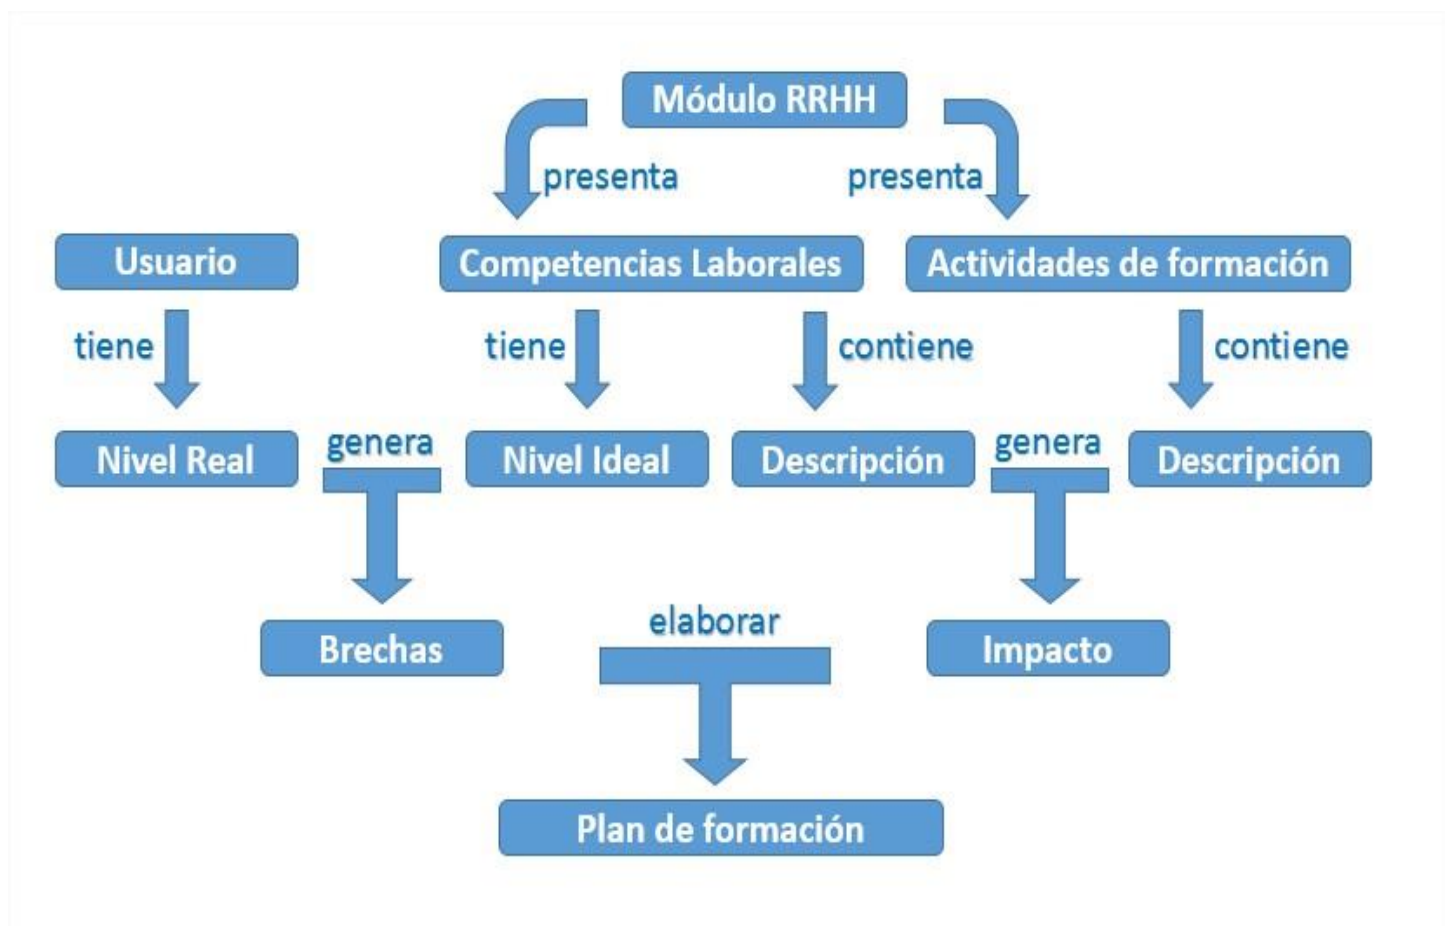 Módulo RRHH
presenta
presenta
Usuario
Competencias Laborales
Actividades de formación
tiene
tiene
contiene
contiene
Nivel Real
genera
Nivel Ideal
Descripción
genera
Descripción
Brechas
elaborar
Impacto
Plan de formación